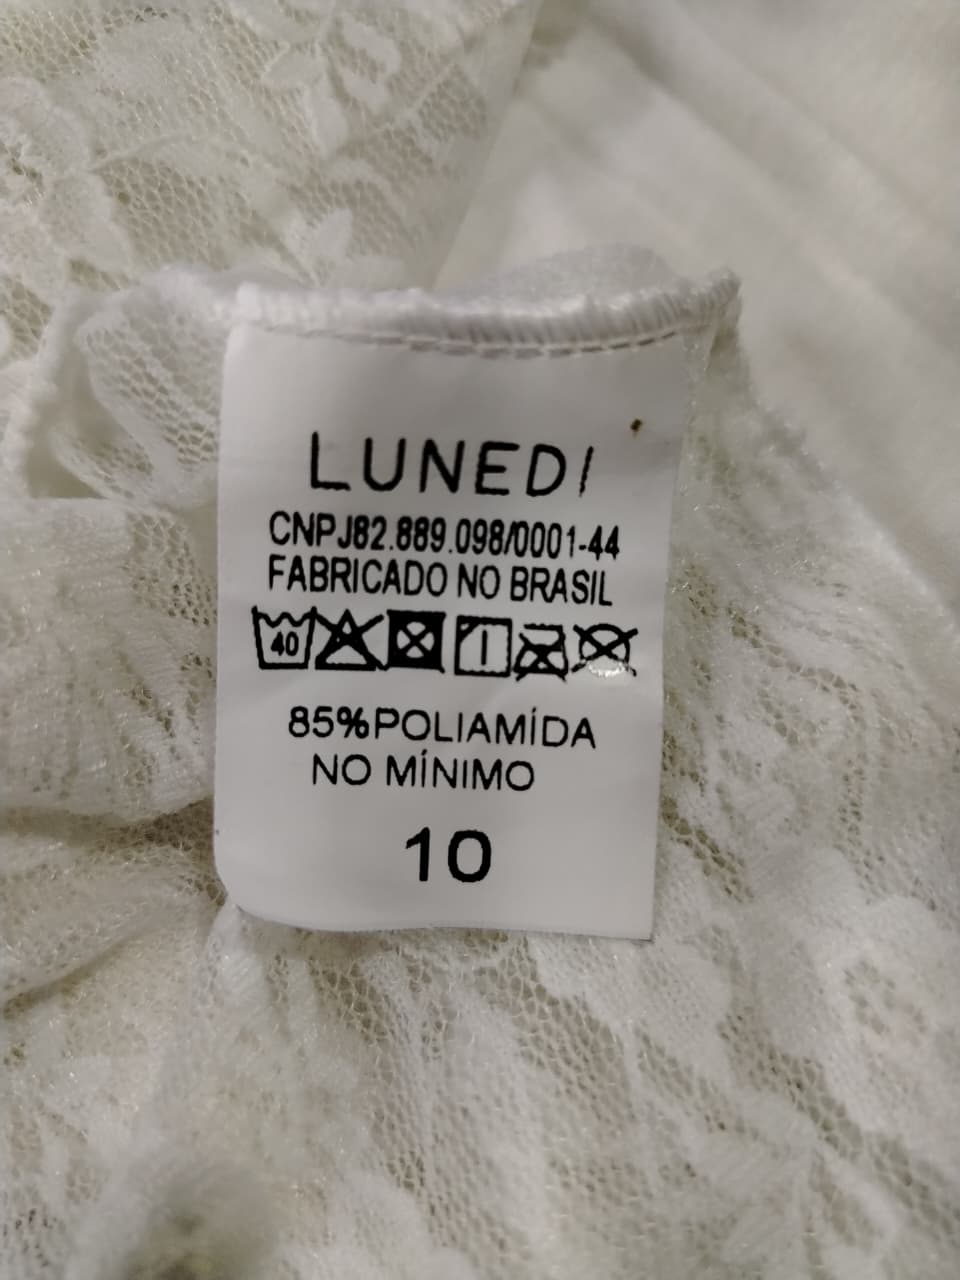 LUNEDI
CNPJ82.889.098/0001-44
FABRICADO NO BRASIL
40
85%POLIAMÍDA
NO MÍNIMO
10